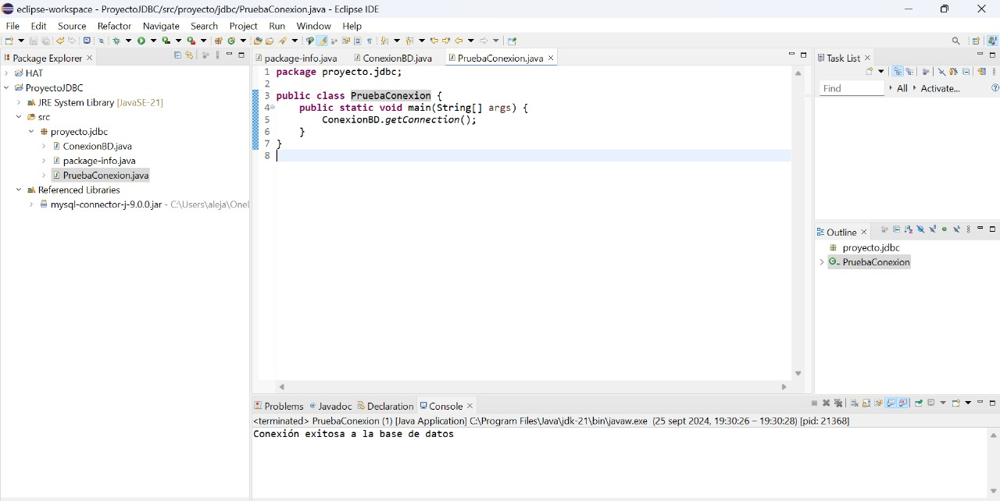 eclipse-workspace - ProyectoJDBC/src/proyecto/jdbc/PruebaConexion.java - Eclipse IDE
File Edit Source Refactor Navigate Search Project Run Window Help
Package Explorer
HAT
ProyectoJDBC
JRE System Library [JavaSE-21]
src
proyecto.jdbc
ConexionBD.java
package-info.java
PruebaConexion.java
Referenced Libraries
mysql-connector-j-9.0.0.jar - C:\Users\aleja\One
package-info.java ConexionBD.java PruebaConexion.java
1 package proyecto.jdbc;
2
3 public class PruebaConexion {
4 public static void main(String[] args) {
5 ConexionBD.getConnection();
6 }
7 }
8
Task List
Find All Activate...
Outline
proyecto.jdbc
PruebaConexion
Problems Javadoc Declaration Console
<terminated> PruebaConexion (1) [Java Application] C:\Program Files\Java\jdk-21\bin\javaw.exe (25 sept 2024, 19:30:26 – 19:30:28) [pid: 21368]
Conexión exitosa a la base de datos